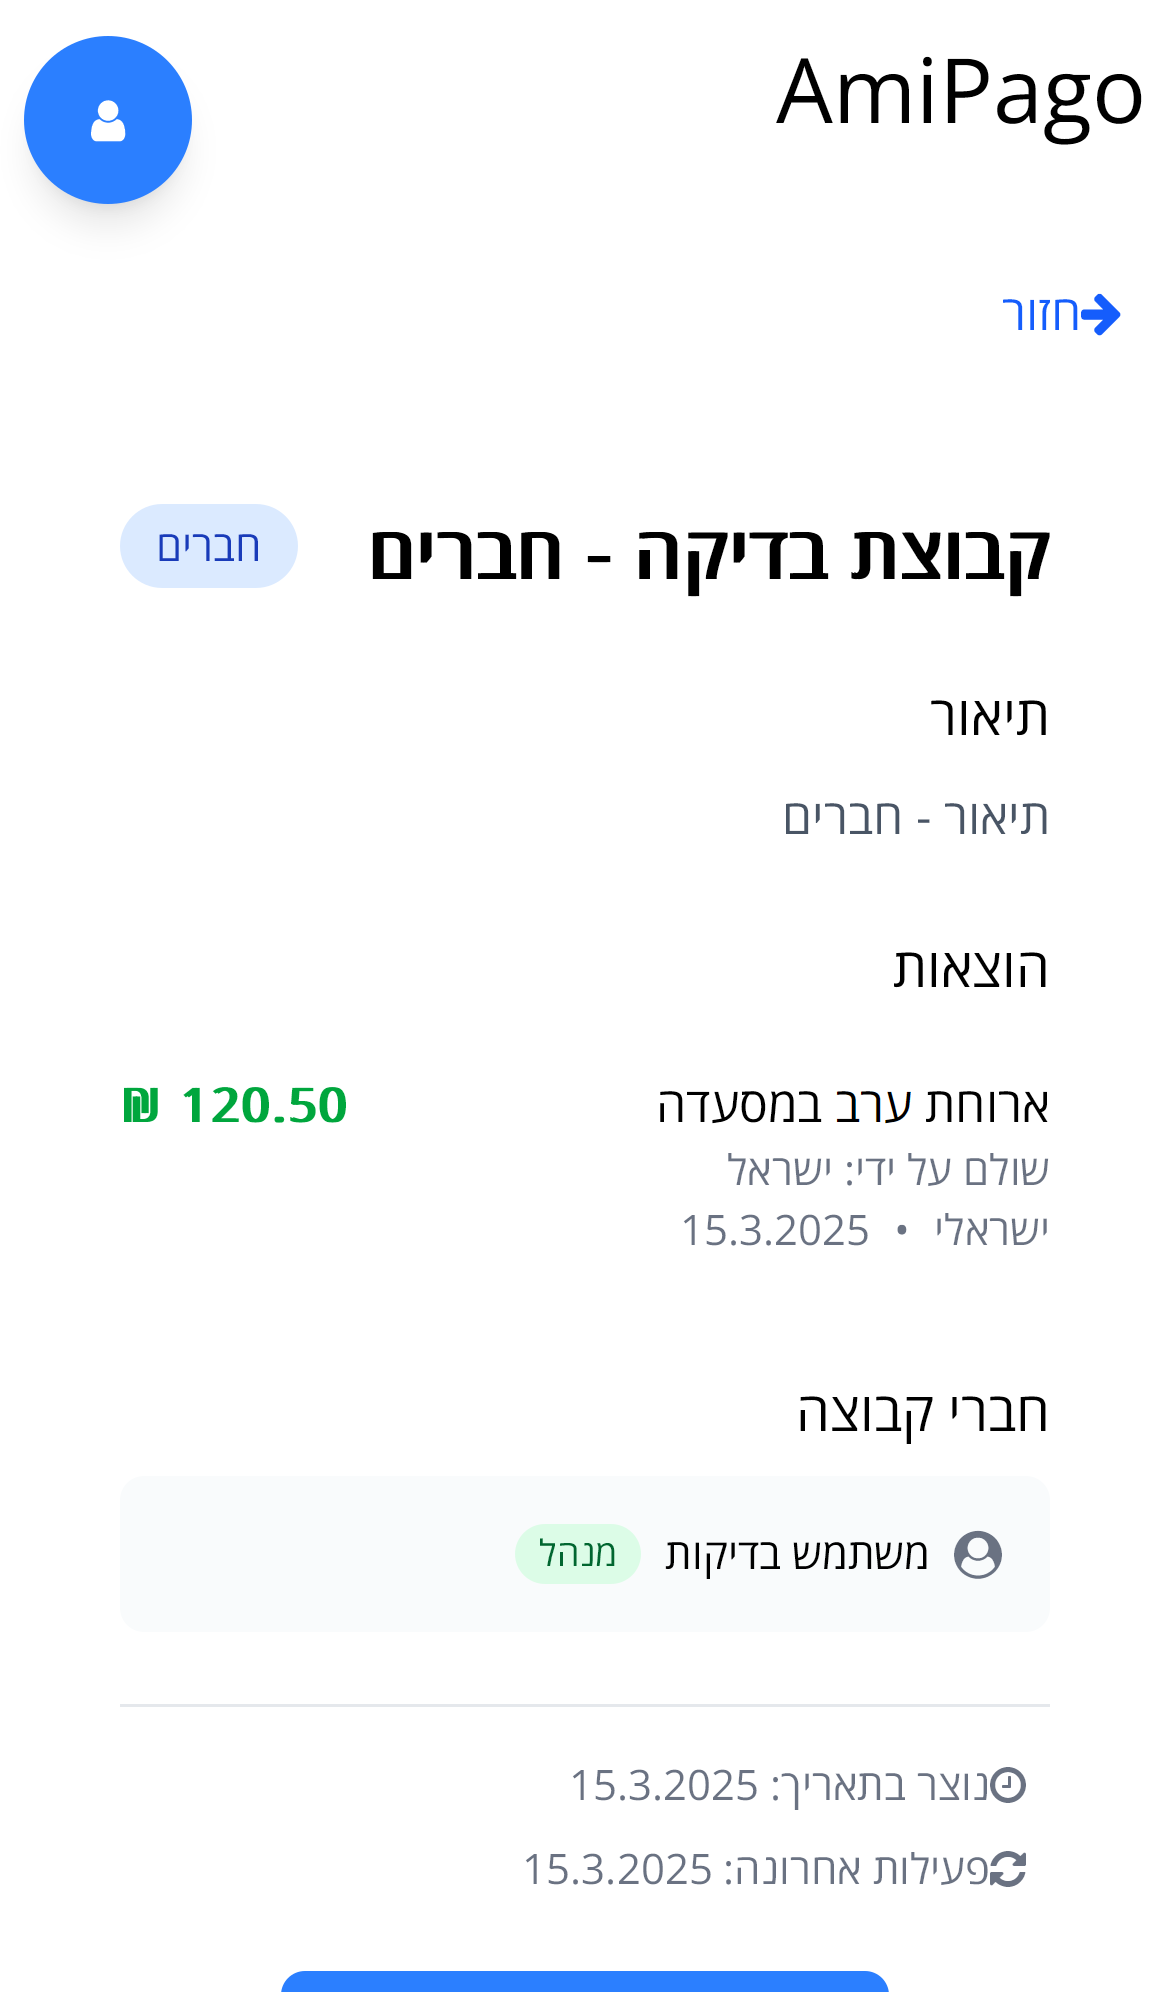 AmiPago
חזור
קבוצת בדיקה - חברים
חברים
תיאור
תיאור - חברים
הוצאות
ארוחת ערב במסעדה
120.50 ₪
שולם על ידי: ישראל
ישראלי • 15.3.2025
חברי קבוצה
משתמש בדיקות
מנהל
נוצר בתאריך: 15.3.2025
פעילות אחרונה: 15.3.2025